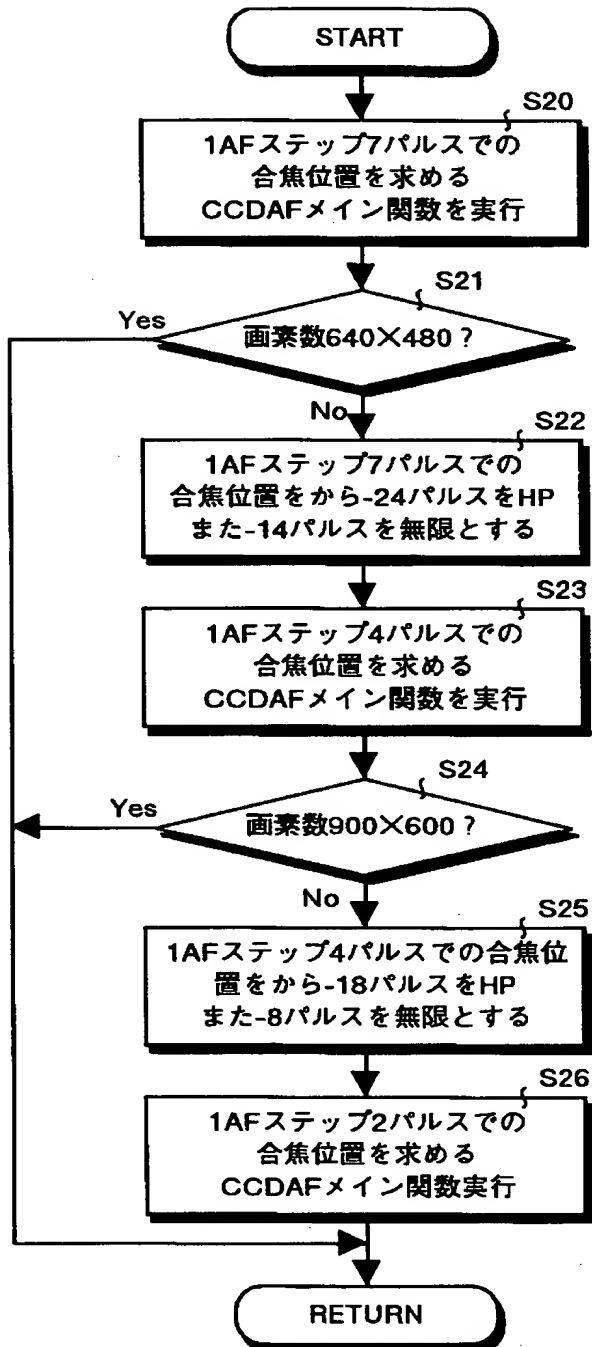 START
S20
1AFステップ7パルスでの
合焦位置を求める
CCDAFメイン関数を実行
S21
Yes
画素数640×480?
No
S22
1AFステップ7パルスでの
合焦位置をから-24パルスをHP
また-14パルスを無限とする
S23
1AFステップ4パルスでの
合焦位置を求める
CCDAFメイン関数を実行
S24
Yes
画素数900×600?
No
S25
1AFステップ4パルスでの合焦位
置をから-18パルスをHP
また-8パルスを無限とする
S26
1AFステップ2パルスでの
合焦位置を求める
CCDAFメイン関数実行
RETURN